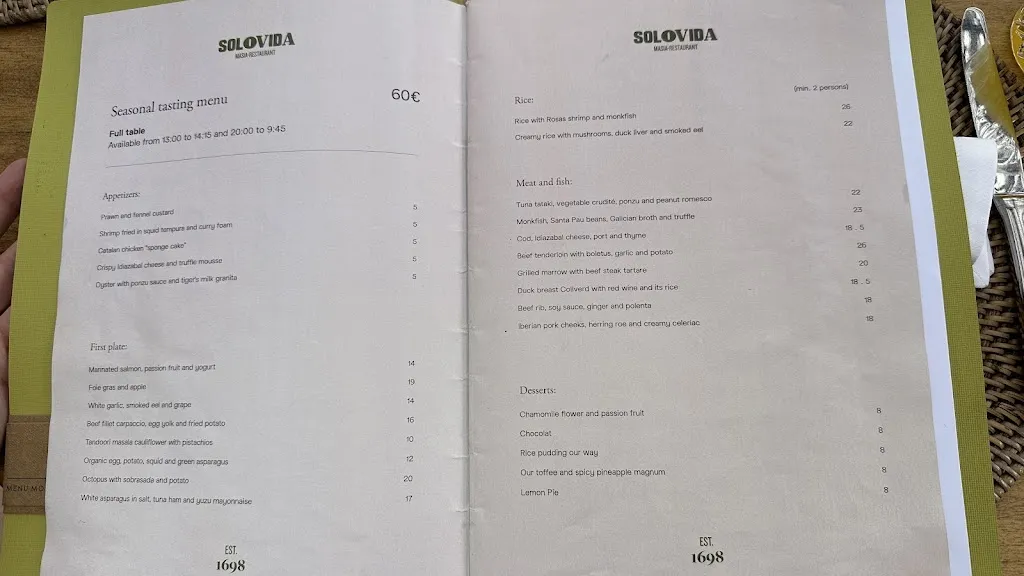 SOLOVIDA
MASIA-RESTAURANT
Seasonal tasting menu 60€
Full table
Available from 13:00 to 14:15 and 20:00 to 9:45
Appetizers:
Prawn and fennel custard 5
Shrimp fried in squid tempura and curry foam 5
Catalan chicken "sponge cake" 5
Crispy Idiazabal cheese and truffle mousse 5
Oyster with ponzu sauce and tiger's milk granita 5
First plate:
Marinated salmon, passion fruit and yogurt 14
Foie gras and apple 19
White garlic, smoked eel and grape 14
Beef fillet carpaccio, egg yolk and fried potato 16
Tandoori masala cauliflower with pistachios 10
Organic egg, potato, squid and green asparagus 12
Octopus with sobrasada and potato 20
White asparagus in salt, tuna ham and yuzu mayonnaise 17
EST.
1698
MENU MO
SOLOVIDA
MASIA-RESTAURANT
Rice: (min. 2 persons)
Rice with Rosas shrimp and monkfish 26
Creamy rice with mushrooms, duck liver and smoked eel 22
Meat and fish:
Tuna tataki, vegetable crudité, ponzu and peanut romesco 22
Monkfish, Santa Pau beans, Galician broth and truffle 23
Cod, Idiazabal cheese, port and thyme 18.5
Beef tenderloin with boletus, garlic and potato 26
Grilled marrow with beef steak tartare 20
Duck breast Collverd with red wine and its rice 18.5
Beef rib, soy sauce, ginger and polenta 18
Iberian pork cheeks, herring roe and creamy celeriac 18
Desserts:
Chamomile flower and passion fruit 8
Chocolat 8
Rice pudding our way 8
Our toffee and spicy pineapple magnum 8
Lemon Pie 8
EST.
1698